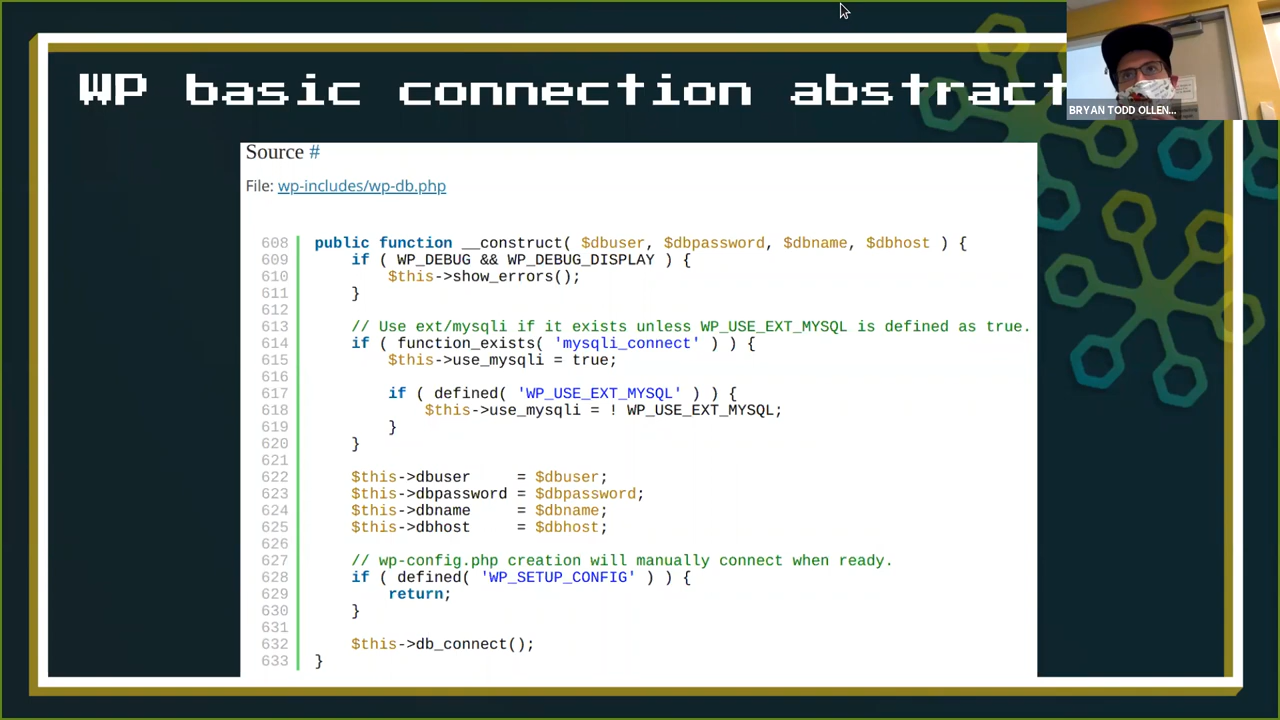 WP basic connection abstract
BRYAN TODD OLLEN...
Source #
File: wp-includes/wp-db.php
608 public function __construct( $dbuser, $dbpassword, $dbname, $dbhost ) {
609     if ( WP_DEBUG && WP_DEBUG_DISPLAY ) {
610         $this->show_errors();
611     }
612
613     // Use ext/mysqli if it exists unless WP_USE_EXT_MYSQL is defined as true.
614     if ( function_exists( 'mysqli_connect' ) ) {
615         $this->use_mysqli = true;
616
617         if ( defined( 'WP_USE_EXT_MYSQL' ) ) {
618             $this->use_mysqli = ! WP_USE_EXT_MYSQL;
619         }
620     }
621
622     $this->dbuser     = $dbuser;
623     $this->dbpassword = $dbpassword;
624     $this->dbname     = $dbname;
625     $this->dbhost     = $dbhost;
626
627     // wp-config.php creation will manually connect when ready.
628     if ( defined( 'WP_SETUP_CONFIG' ) ) {
629         return;
630     }
631
632     $this->db_connect();
633 }